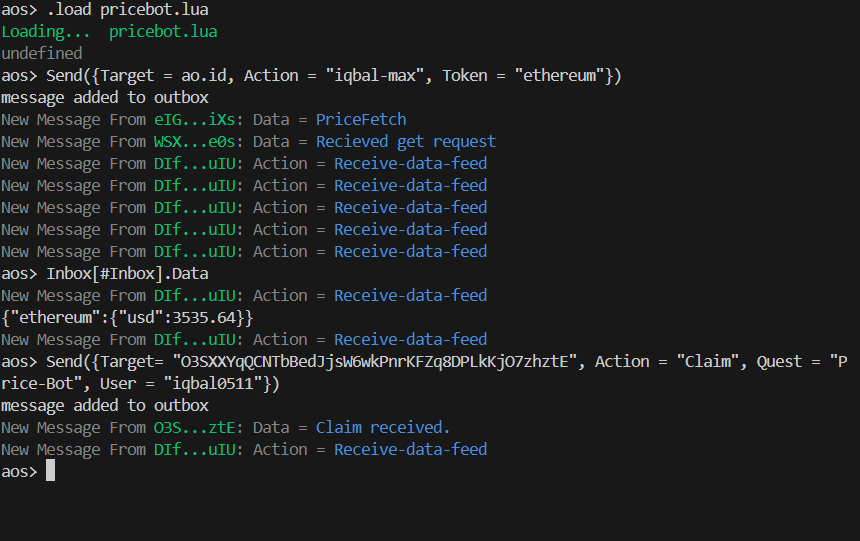 aos> .load pricebot.lua
Loading...  pricebot.lua
undefined
aos> Send({Target = ao.id, Action = "iqbal-max", Token = "ethereum"})
message added to outbox
New Message From eIG...iXs: Data = PriceFetch
New Message From WSX...e0s: Data = Recieved get request
New Message From DIf...uIU: Action = Receive-data-feed
New Message From DIf...uIU: Action = Receive-data-feed
New Message From DIf...uIU: Action = Receive-data-feed
New Message From DIf...uIU: Action = Receive-data-feed
New Message From DIf...uIU: Action = Receive-data-feed
aos> Inbox[#Inbox].Data
New Message From DIf...uIU: Action = Receive-data-feed
{"ethereum":{"usd":3535.64}}
New Message From DIf...uIU: Action = Receive-data-feed
aos> Send({Target= "O3SXXYqQCNTbBedJjsW6wkPnrKFZq8DPLkKjO7zhztE", Action = "Claim", Quest = "P
rice-Bot", User = "iqbal0511"})
message added to outbox
New Message From O3S...ztE: Data = Claim received.
New Message From DIf...uIU: Action = Receive-data-feed
aos>